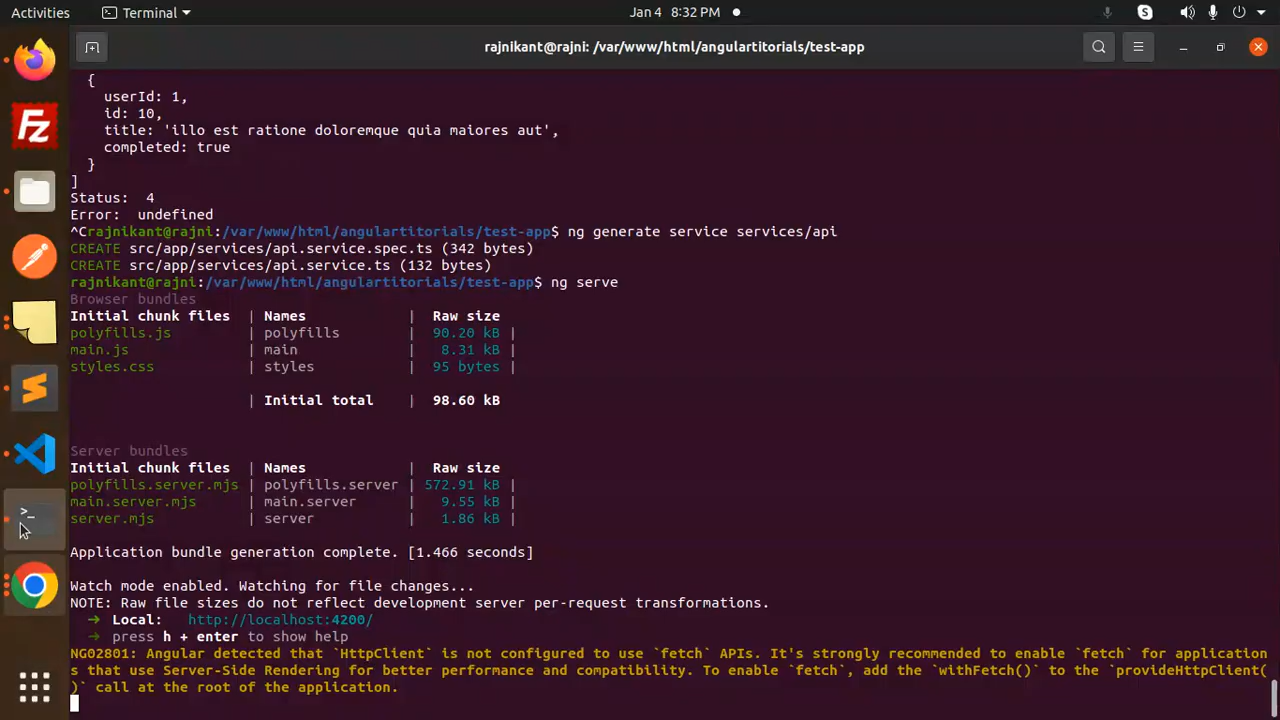 Activities Terminal Jan 4 8:32 PM
rajnikant@rajni: /var/www/html/angulartitorials/test-app
{
userId: 1,
id: 10,
title: 'illo est ratione doloremque quia maiores aut',
completed: true
}
]
Status: 4
Error: undefined
^Crajnikant@rajni:/var/www/html/angulartitorials/test-app$ ng generate service services/api
CREATE src/app/services/api.service.spec.ts (342 bytes)
CREATE src/app/services/api.service.ts (132 bytes)
rajnikant@rajni:/var/www/html/angulartitorials/test-app$ ng serve
Browser bundles
Initial chunk files | Names | Raw size
polyfills.js | polyfills | 90.20 kB |
main.js | main | 8.31 kB |
styles.css | styles | 95 bytes |
| Initial total | 98.60 kB
Server bundles
Initial chunk files | Names | Raw size
polyfills.server.mjs | polyfills.server | 572.91 kB |
main.server.mjs | main.server | 9.55 kB |
server.mjs | server | 1.86 kB |
Application bundle generation complete. [1.466 seconds]
Watch mode enabled. Watching for file changes...
NOTE: Raw file sizes do not reflect development server per-request transformations.
➜ Local: http://localhost:4200/
➜ press h + enter to show help
NG02801: Angular detected that `HttpClient` is not configured to use `fetch` APIs. It's strongly recommended to enable `fetch` for application
s that use Server-Side Rendering for better performance and compatibility. To enable `fetch`, add the `withFetch()` to the `provideHttpClient(
)` call at the root of the application.